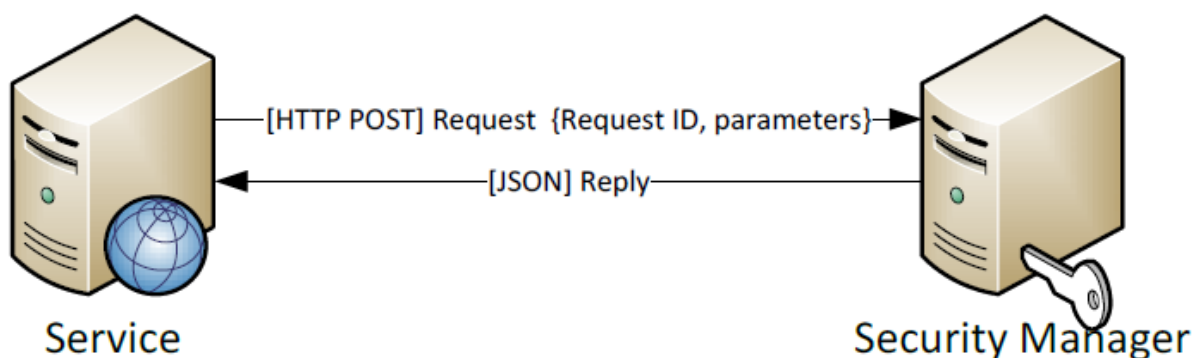 [HTTP POST] Request {Request ID, parameters}
[JSON] Reply
Service
Security Manager